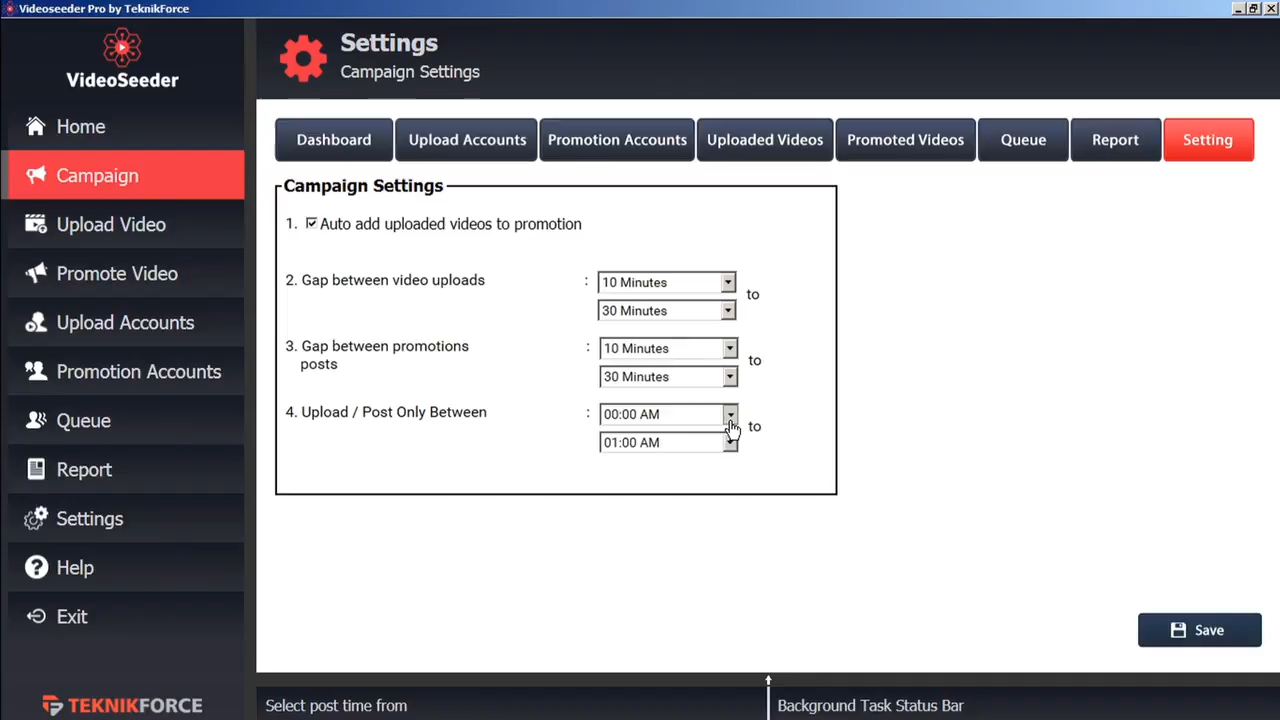 Videoseeder Pro by TeknikForce
VideoSeeder
Home
Campaign
Upload Video
Promote Video
Upload Accounts
Promotion Accounts
Queue
Report
Settings
Help
Exit
TEKNIKFORCE
Settings
Campaign Settings
Dashboard
Upload Accounts
Promotion Accounts
Uploaded Videos
Promoted Videos
Queue
Report
Setting
Campaign Settings
1. Auto add uploaded videos to promotion
2. Gap between video uploads : 10 Minutes to
30 Minutes
3. Gap between promotions posts : 10 Minutes to
30 Minutes
4. Upload / Post Only Between : 00:00 AM to
01:00 AM
Save
Select post time from
Background Task Status Bar